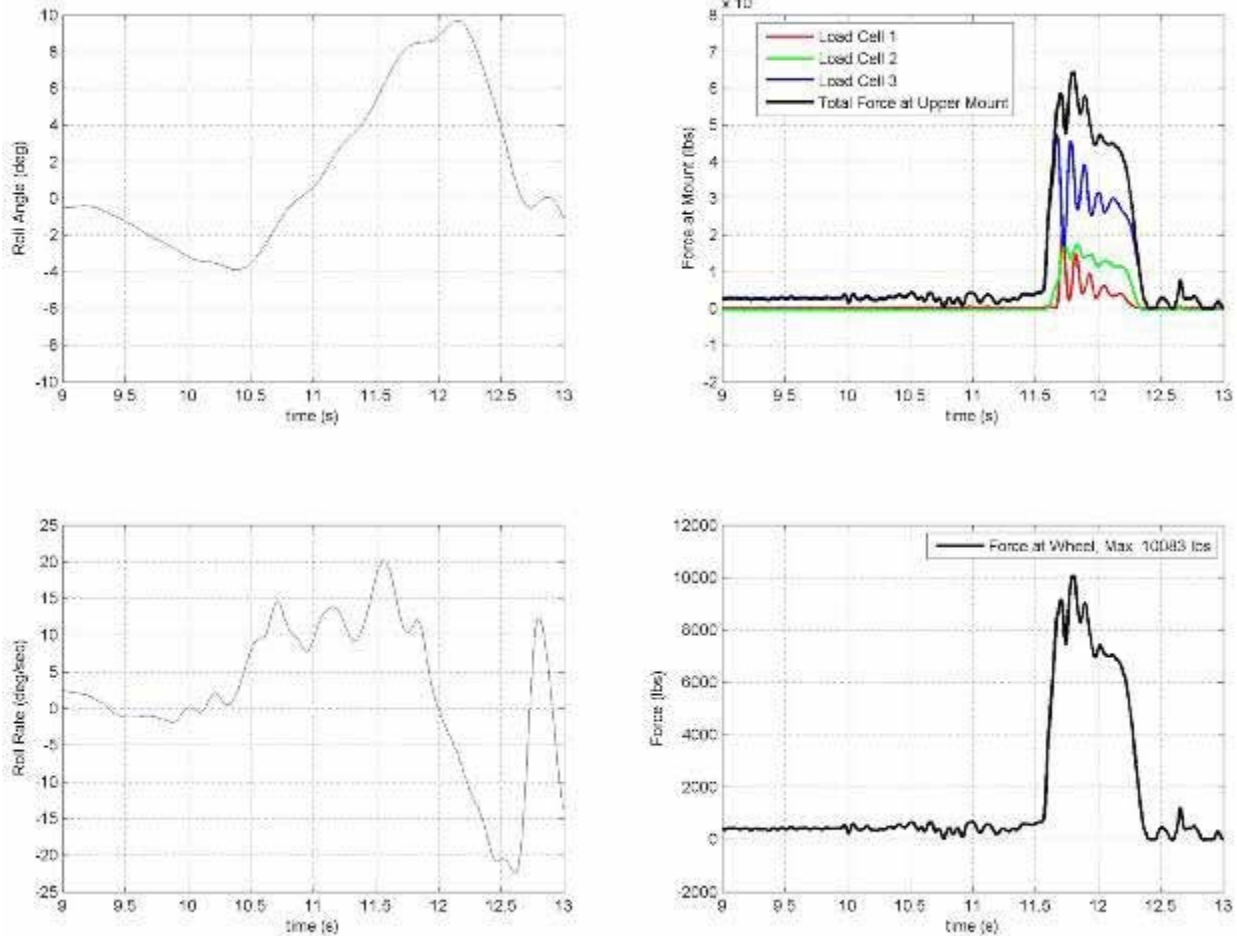 10
8
6
4
2
0
-2
-4
-6
-8
-10
Roll Angle (deg)
9 9.5 10 10.5 11 11.5 12 12.5 13
time (s)
x 10
8
7
6
5
4
3
2
1
0
-1
-2
Force at Mount (lbs)
Load Cell 1
Load Cell 2
Load Cell 3
Total Force at Upper Mount
9 9.5 10 10.5 11 11.5 12 12.5 13
time (s)
25
20
15
10
5
0
-5
-10
-15
-20
-25
Roll Rate (deg/sec)
9 9.5 10 10.5 11 11.5 12 12.5 13
time (s)
12000
10000
8000
6000
4000
2000
0
-2000
Force (lbs)
Force at Wheel, Max 10083 lbs
9 9.5 10 10.5 11 11.5 12 12.5 13
time (s)